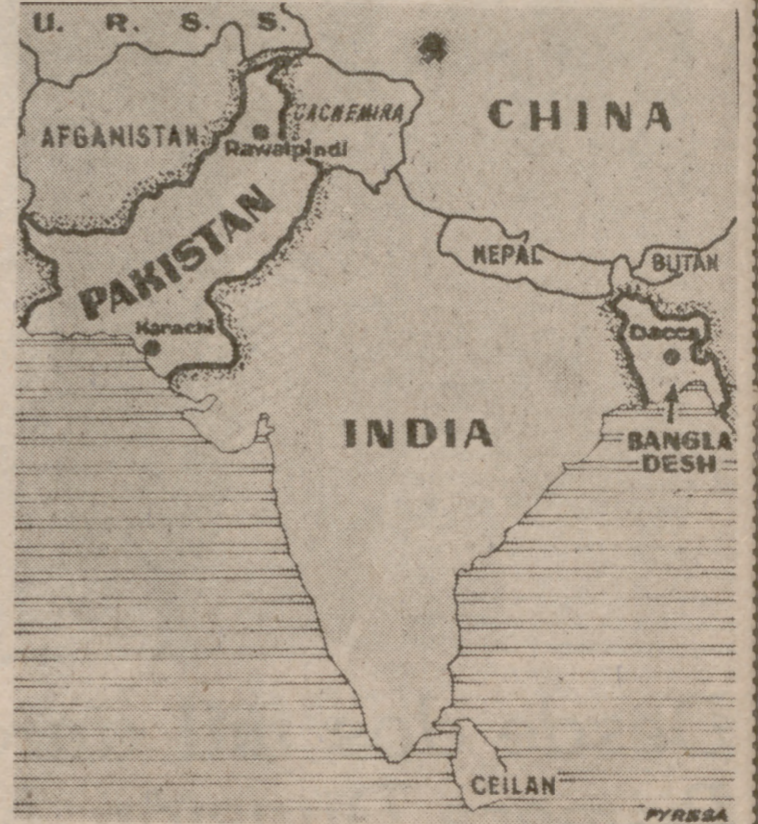 U. R. S. S.
CACHEMIRA
CHINA
AFGANISTAN
Rawalpindi
PAKISTAN
NEPAL
BUTAN
Karachi
Dacca
INDIA
BANGLA
DESH
CEILAN
PYRESA